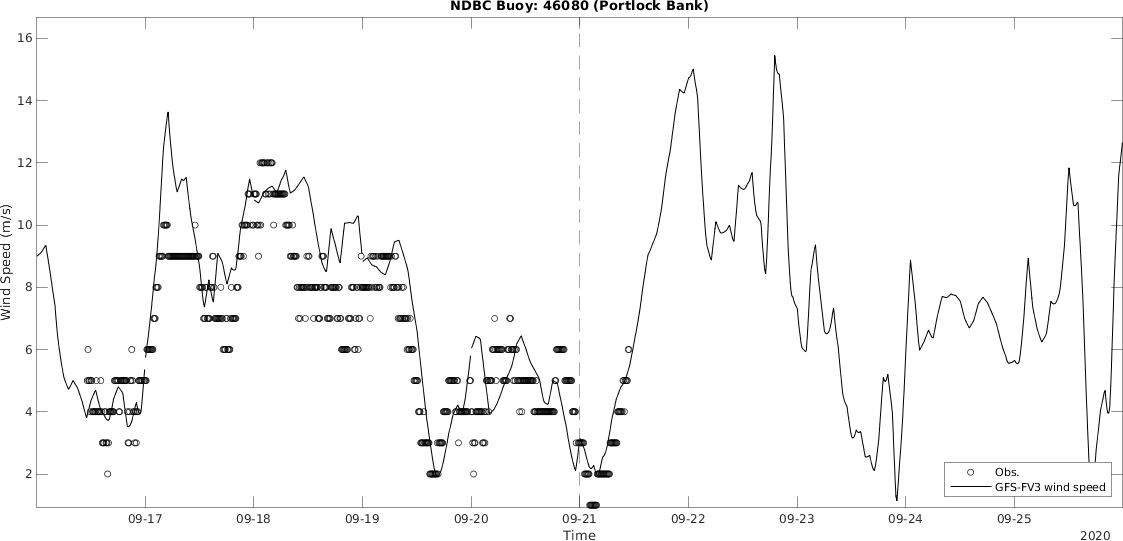 NDBC Buoy: 46080 (Portlock Bank)
16
14
12
10
8
6
4
2
Wind Speed (m/s)
09-17 09-18 09-19 09-20 09-21 09-22 09-23 09-24 09-25
Time
2020
Obs.
GFS-FV3 wind speed